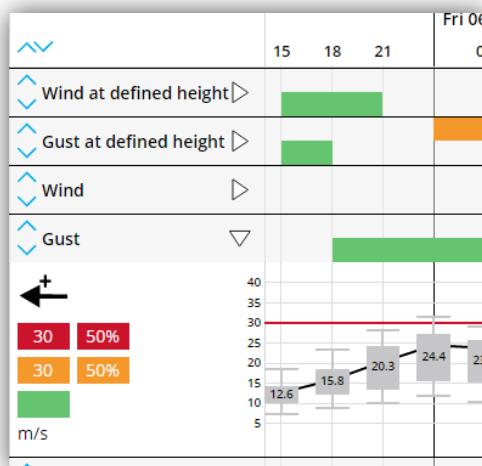 Fri 06
15 18 21 0
Wind at defined height
Gust at defined height
Wind
Gust
40
35
30
30 50%
25
20
30 50%
15
10
5
12.6 15.8 20.3 24.4 23
m/s